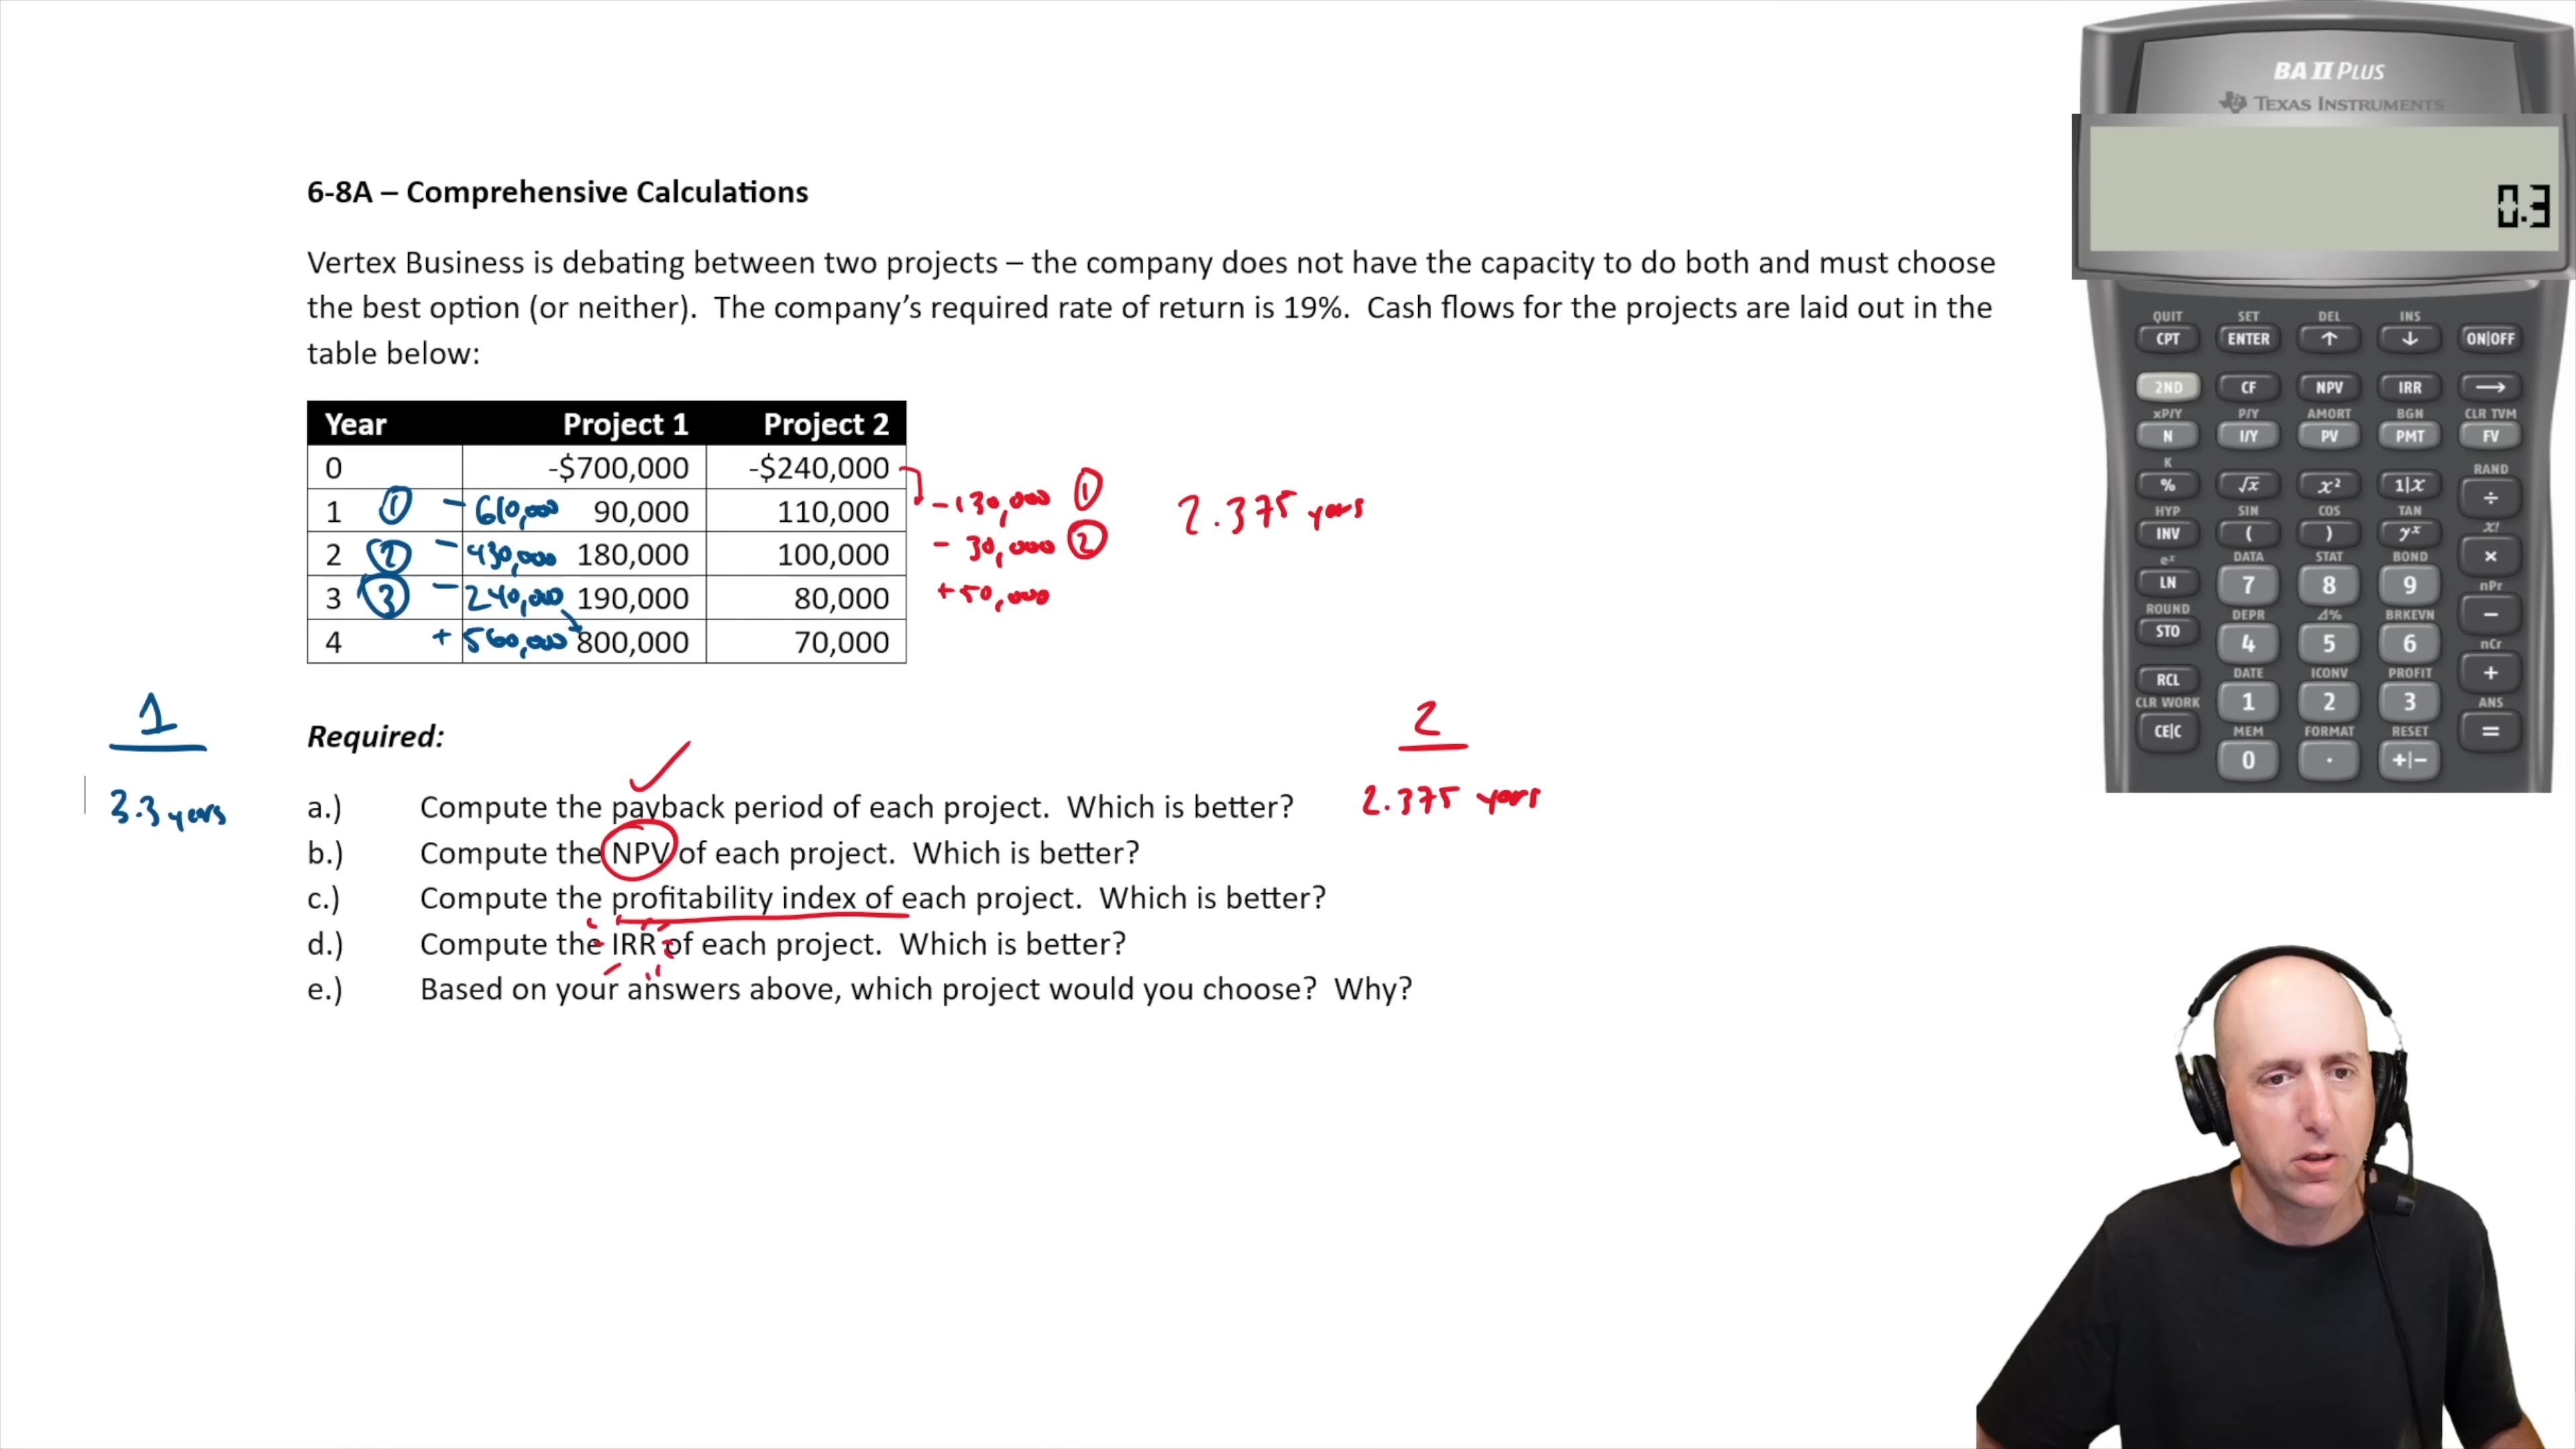 6-8A – Comprehensive Calculations
Vertex Business is debating between two projects – the company does not have the capacity to do both and must choose
the best option (or neither).  The company's required rate of return is 19%.  Cash flows for the projects are laid out in the
table below:
Year Project 1 Project 2
0 -$700,000 -$240,000
1 ① - 610,000 90,000 110,000 -130,000 ①
2 ② - 430,000 180,000 100,000 - 30,000 ②
3 ③ - 240,000 190,000 80,000 +50,000
4 + 560,000 800,000 70,000
2.375 years
1
3.3 years
2
2.375 years
Required:
a.) Compute the payback period of each project.  Which is better?
b.) Compute the NPV of each project.  Which is better?
c.) Compute the profitability index of each project.  Which is better?
d.) Compute the IRR of each project.  Which is better?
e.) Based on your answers above, which project would you choose?  Why?
BA II PLUS
TEXAS INSTRUMENTS
0.3
QUIT SET DEL INS
CPT ENTER ↑ ↓ ON|OFF
2ND CF NPV IRR →
xP/Y P/Y AMORT BGN CLR TVM
N I/Y PV PMT FV
K RAND
% √x x² 1|x ÷
HYP SIN COS TAN x!
INV ( ) yˣ ×
eˣ DATA STAT BOND nPr
LN 7 8 9 −
ROUND DEPR Δ% BRKEVN nCr
STO 4 5 6 +
DATE ICONV PROFIT
RCL 1 2 3
CLR WORK MEM FORMAT RESET ANS
CE|C 0 . +|− =